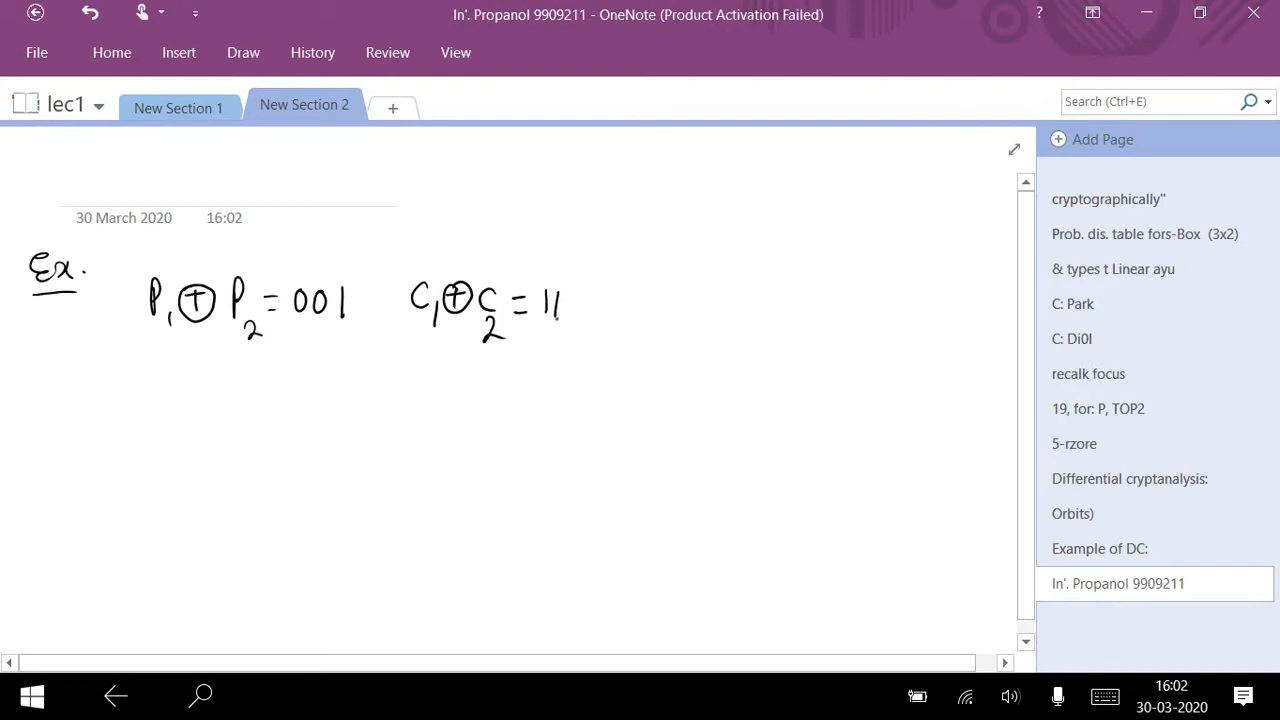 In'. Propanol 9909211 - OneNote (Product Activation Failed)
?
File Home Insert Draw History Review View
lec1 New Section 1 New Section 2 +
Search (Ctrl+E)
Add Page
30 March 2020 16:02
Ex.
P₁ ⊕ P₂ = 001 C₁ ⊕ C₂ = 11
cryptographically"
Prob. dis. table fors-Box (3x2)
& types t Linear ayu
C: Park
C: Di0I
recalk focus
19, for: P, TOP2
5-rzore
Differential cryptanalysis:
Orbits)
Example of DC:
In'. Propanol 9909211
16:02
30-03-2020